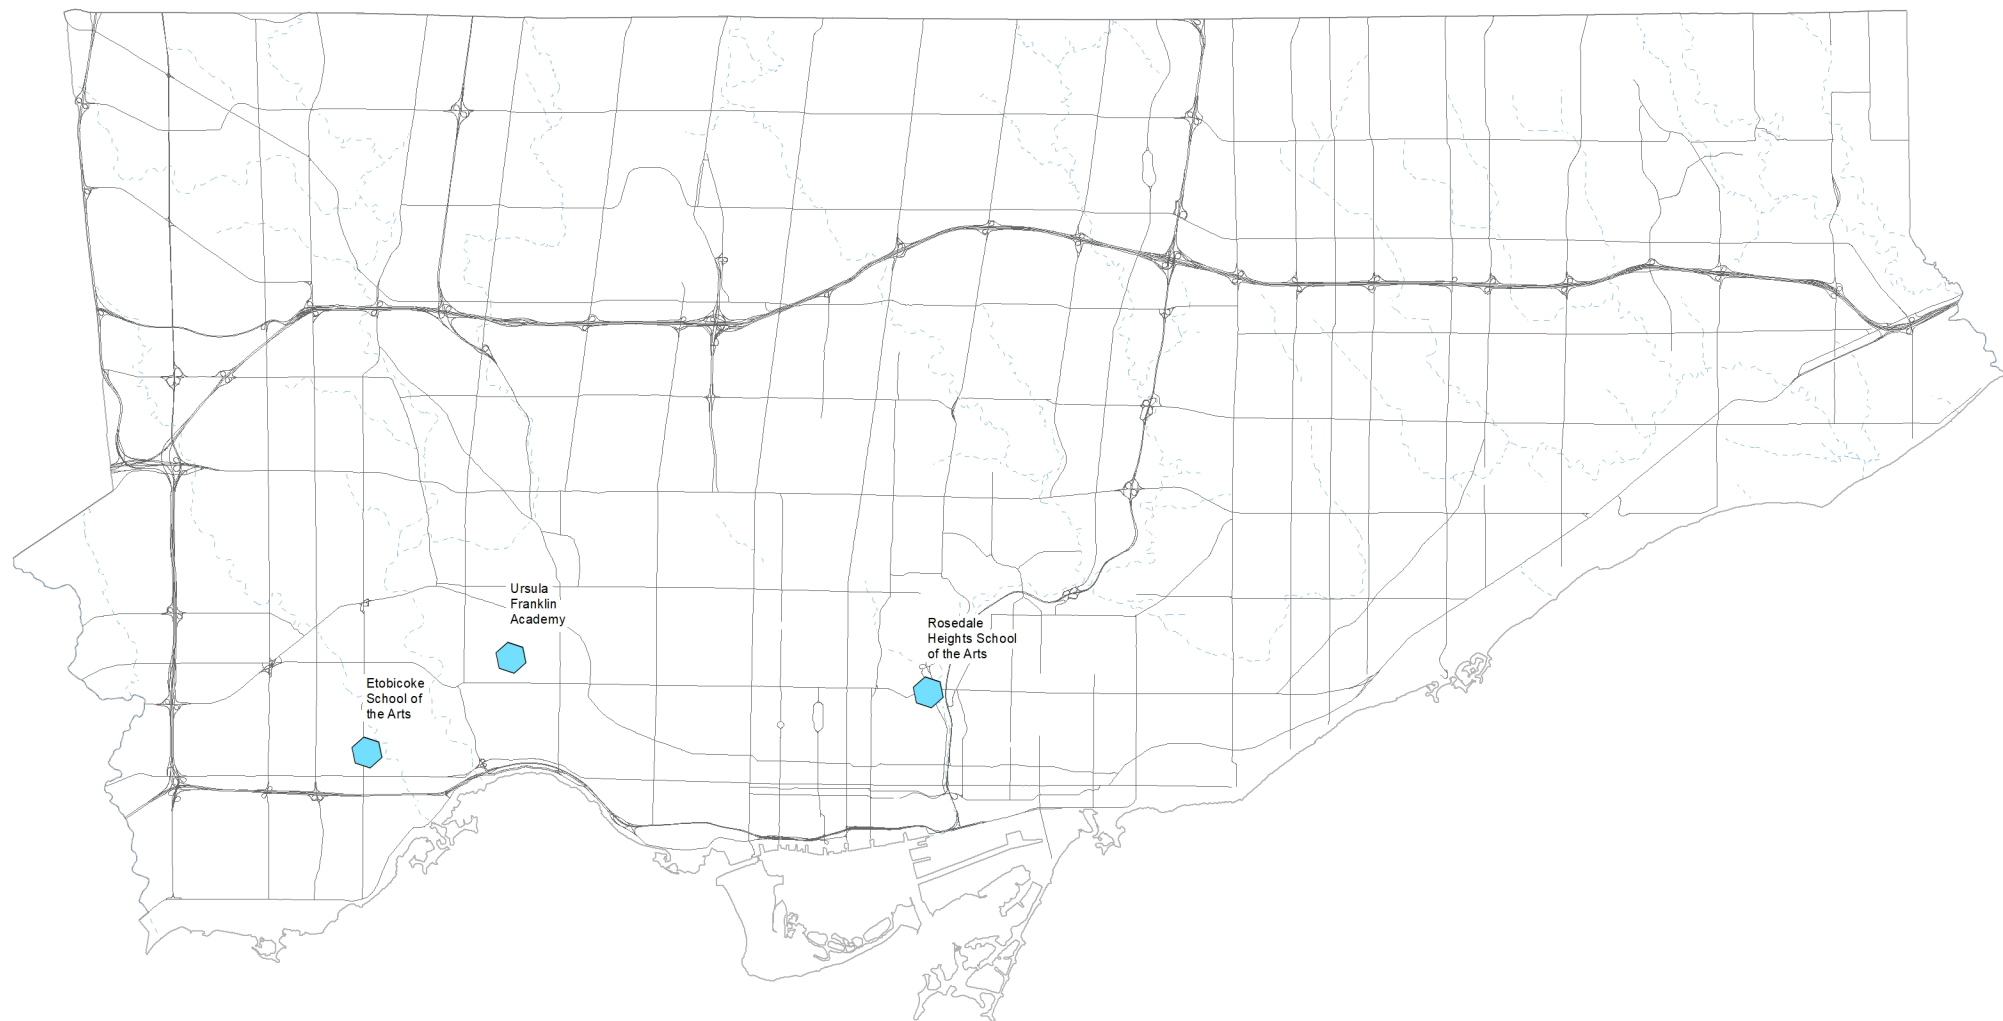 Ursula
Franklin
Academy
Rosedale
Heights School
of the Arts
Etobicoke
School of
the Arts